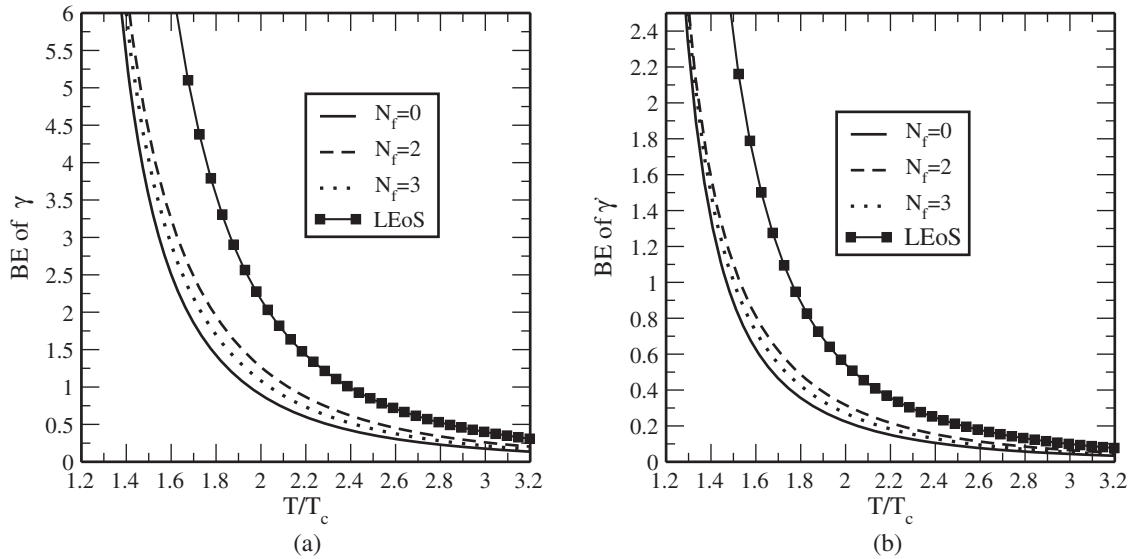 6
5.5
5
4.5
4
3.5
3
2.5
2
1.5
1
0.5
0
BE of γ
N_f=0
N_f=2
N_f=3
LEoS
1.2 1.4 1.6 1.8 2 2.2 2.4 2.6 2.8 3 3.2
T/T_c
(a)
2.4
2.2
2
1.8
1.6
1.4
1.2
1
0.8
0.6
0.4
0.2
0
BE of γ'
N_f=0
N_f=2
N_f=3
LEoS
1.2 1.4 1.6 1.8 2 2.2 2.4 2.6 2.8 3 3.2
T/T_c
(b)